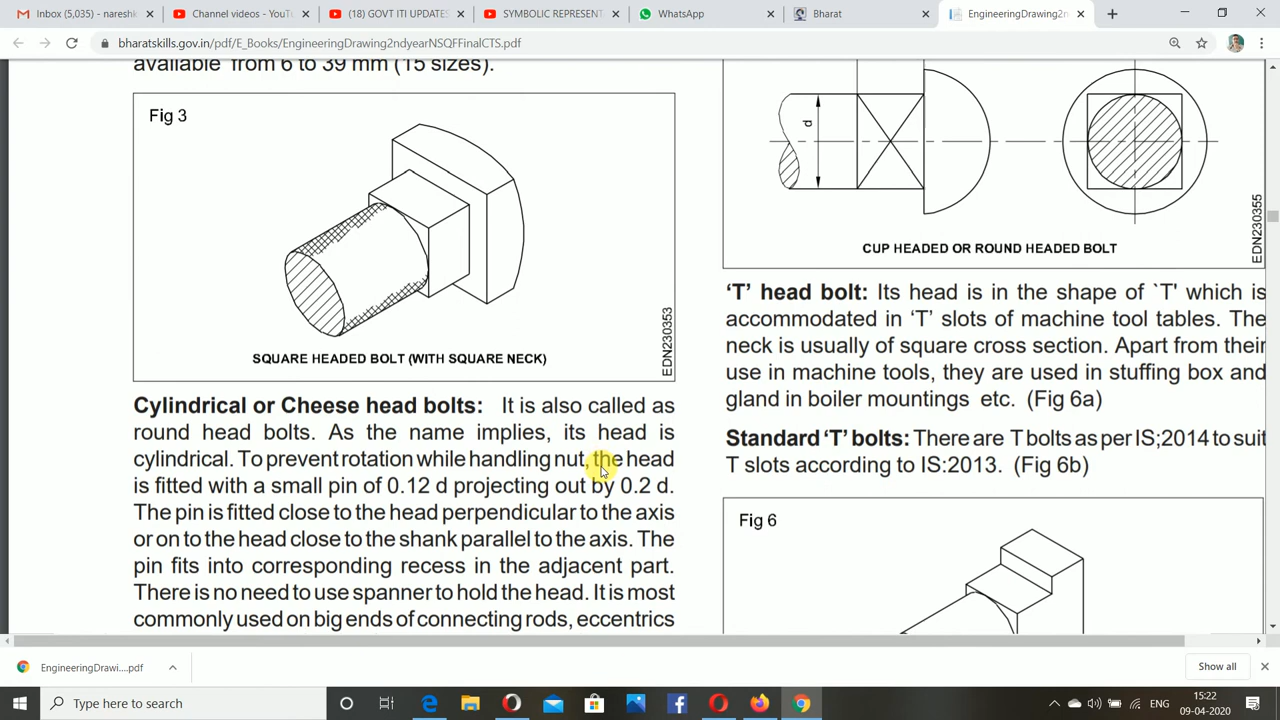 Inbox (5,035) - naresh
Channel videos - YouT
(18) GOVT ITI UPDATES
SYMBOLIC REPRESENT
WhatsApp
Bharat
EngineeringDrawing2n
bharatskills.gov.in/pdf/E_Books/EngineeringDrawing2ndyearNSQFFinalCTS.pdf
available from 6 to 39 mm (15 sizes).
Fig 3
SQUARE HEADED BOLT (WITH SQUARE NECK)
EDN230353
Cylindrical or Cheese head bolts: It is also called as
round head bolts. As the name implies, its head is
cylindrical. To prevent rotation while handling nut, the head
is fitted with a small pin of 0.12 d projecting out by 0.2 d.
The pin is fitted close to the head perpendicular to the axis
or on to the head close to the shank parallel to the axis. The
pin fits into corresponding recess in the adjacent part.
There is no need to use spanner to hold the head. It is most
commonly used on big ends of connecting rods, eccentrics
d
CUP HEADED OR ROUND HEADED BOLT
EDN230355
‘T’ head bolt: Its head is in the shape of `T' which is
accommodated in ‘T’ slots of machine tool tables. The
neck is usually of square cross section. Apart from their
use in machine tools, they are used in stuffing box and
gland in boiler mountings etc. (Fig 6a)
Standard ‘T’ bolts: There are T bolts as per IS;2014 to suit
T slots according to IS:2013. (Fig 6b)
Fig 6
EngineeringDrawi....pdf
Show all
Type here to search
ENG
15:22
09-04-2020